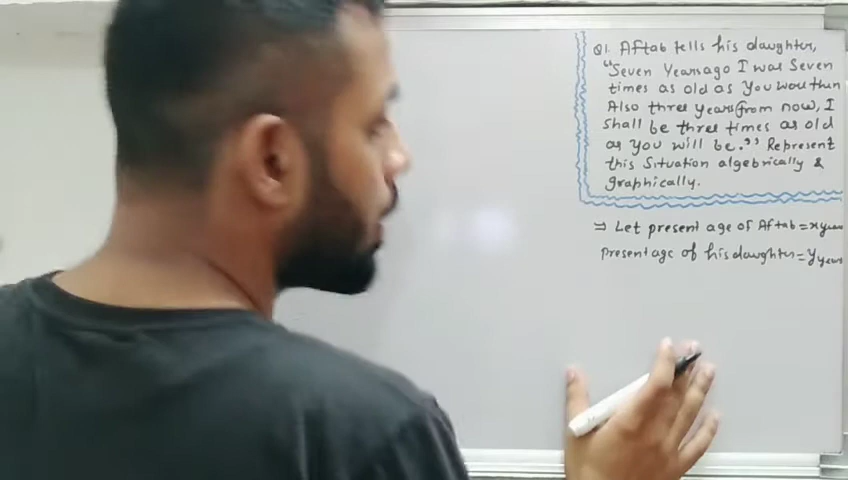 Q1. Aftab tells his daughter,
"Seven Years ago I was Seven
times as old as You were then
Also three years from now, I
Shall be three times as old
as You will be." Represent
this Situation algebrically &
graphically.
⇒ Let present age of Aftab = x years
Present age of his daughter = y years